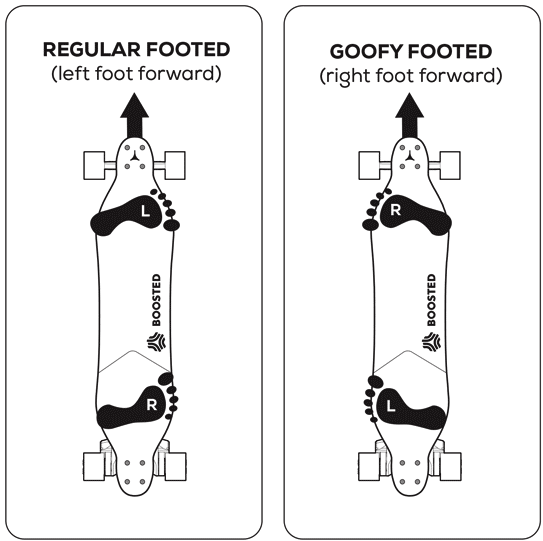 REGULAR FOOTED
(left foot forward)
L
BOOSTED
R
GOOFY FOOTED
(right foot forward)
R
BOOSTED
L